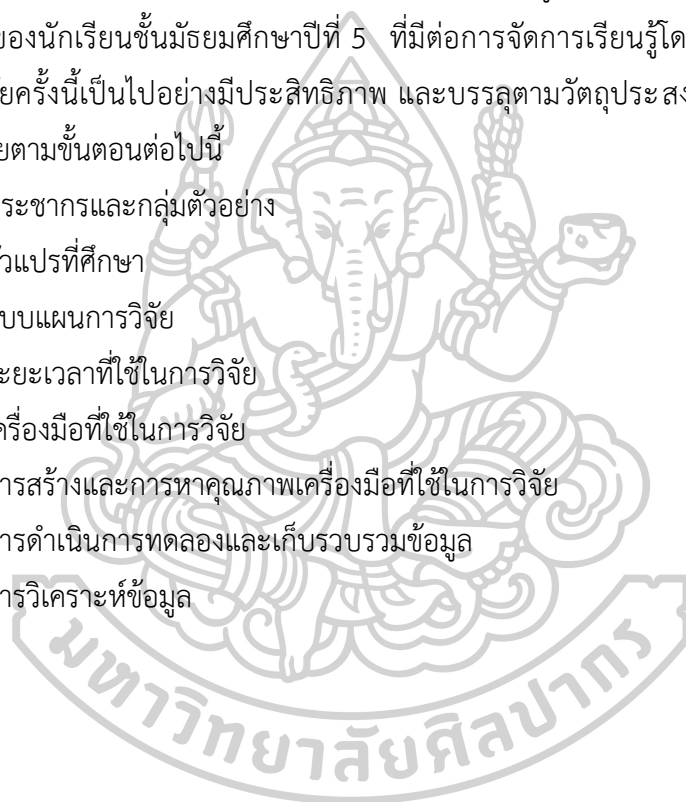 ของนักเรียนชั้นมัธยมศึกษาปีที่ 5 ที่มีต่อการจัดการเรียนรู้โด
ัยครั้งนี้เป็นไปอย่างมีประสิทธิภาพ และบรรลุตามวัตถุประสง
ยตามขั้นตอนต่อไปนี้
ระชากรและกลุ่มตัวอย่าง
ัวแปรที่ศึกษา
บบแผนการวิจัย
ะยะเวลาที่ใช้ในการวิจัย
ครื่องมือที่ใช้ในการวิจัย
ารสร้างและการหาคุณภาพเครื่องมือที่ใช้ในการวิจัย
ารดำเนินการทดลองและเก็บรวบรวมข้อมูล
ารวิเคราะห์ข้อมูล
มหาวิทยาลัยศิลปากร